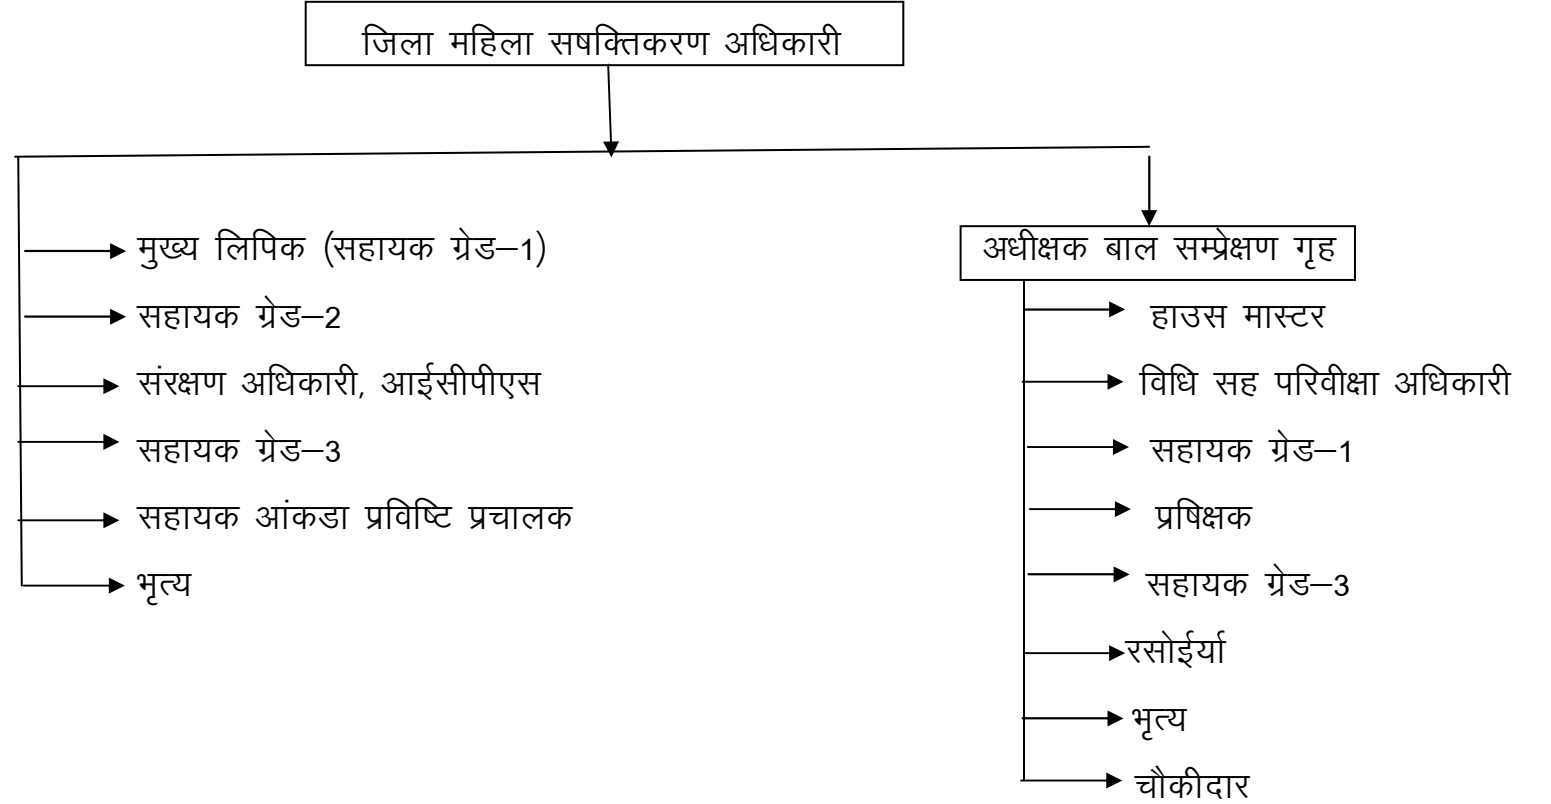 जिला महिला सषक्तिकरण अधिकारी
मुख्य लिपिक (सहायक ग्रेड–1)
सहायक ग्रेड–2
संरक्षण अधिकारी, आईसीपीएस
सहायक ग्रेड–3
सहायक आंकडा प्रविष्टि प्रचालक
भृत्य
अधीक्षक बाल सम्प्रेक्षण गृह
हाउस मास्टर
विधि सह परिवीक्षा अधिकारी
सहायक ग्रेड–1
प्रषिक्षक
सहायक ग्रेड–3
रसोईर्या
भृत्य
चौकीदार